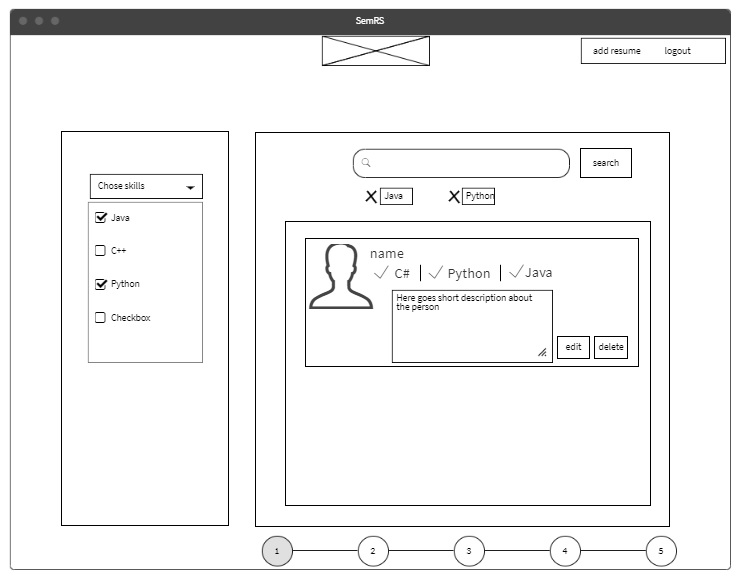 SemRS
add resume logout
Chose skills
Java
C++
Python
Checkbox
search
Java Python
name
C# Python Java
Here goes short description about
the person
edit delete
1 2 3 4 5